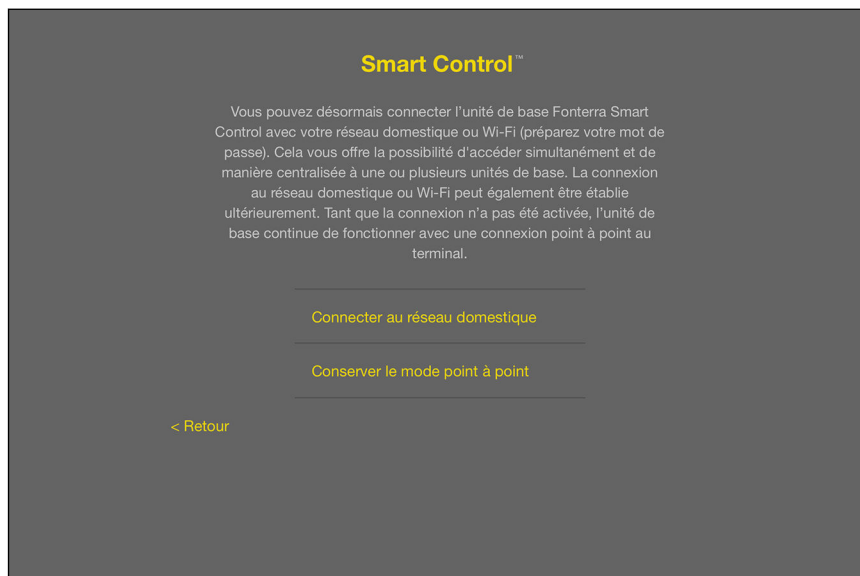 Smart Control™
Vous pouvez désormais connecter l'unité de base Fonterra Smart
Control avec votre réseau domestique ou Wi-Fi (préparez votre mot de
passe). Cela vous offre la possibilité d'accéder simultanément et de
manière centralisée à une ou plusieurs unités de base. La connexion
au réseau domestique ou Wi-Fi peut également être établie
ultérieurement. Tant que la connexion n'a pas été activée, l'unité de
base continue de fonctionner avec une connexion point à point au
terminal.
Connecter au réseau domestique
Conserver le mode point à point
< Retour